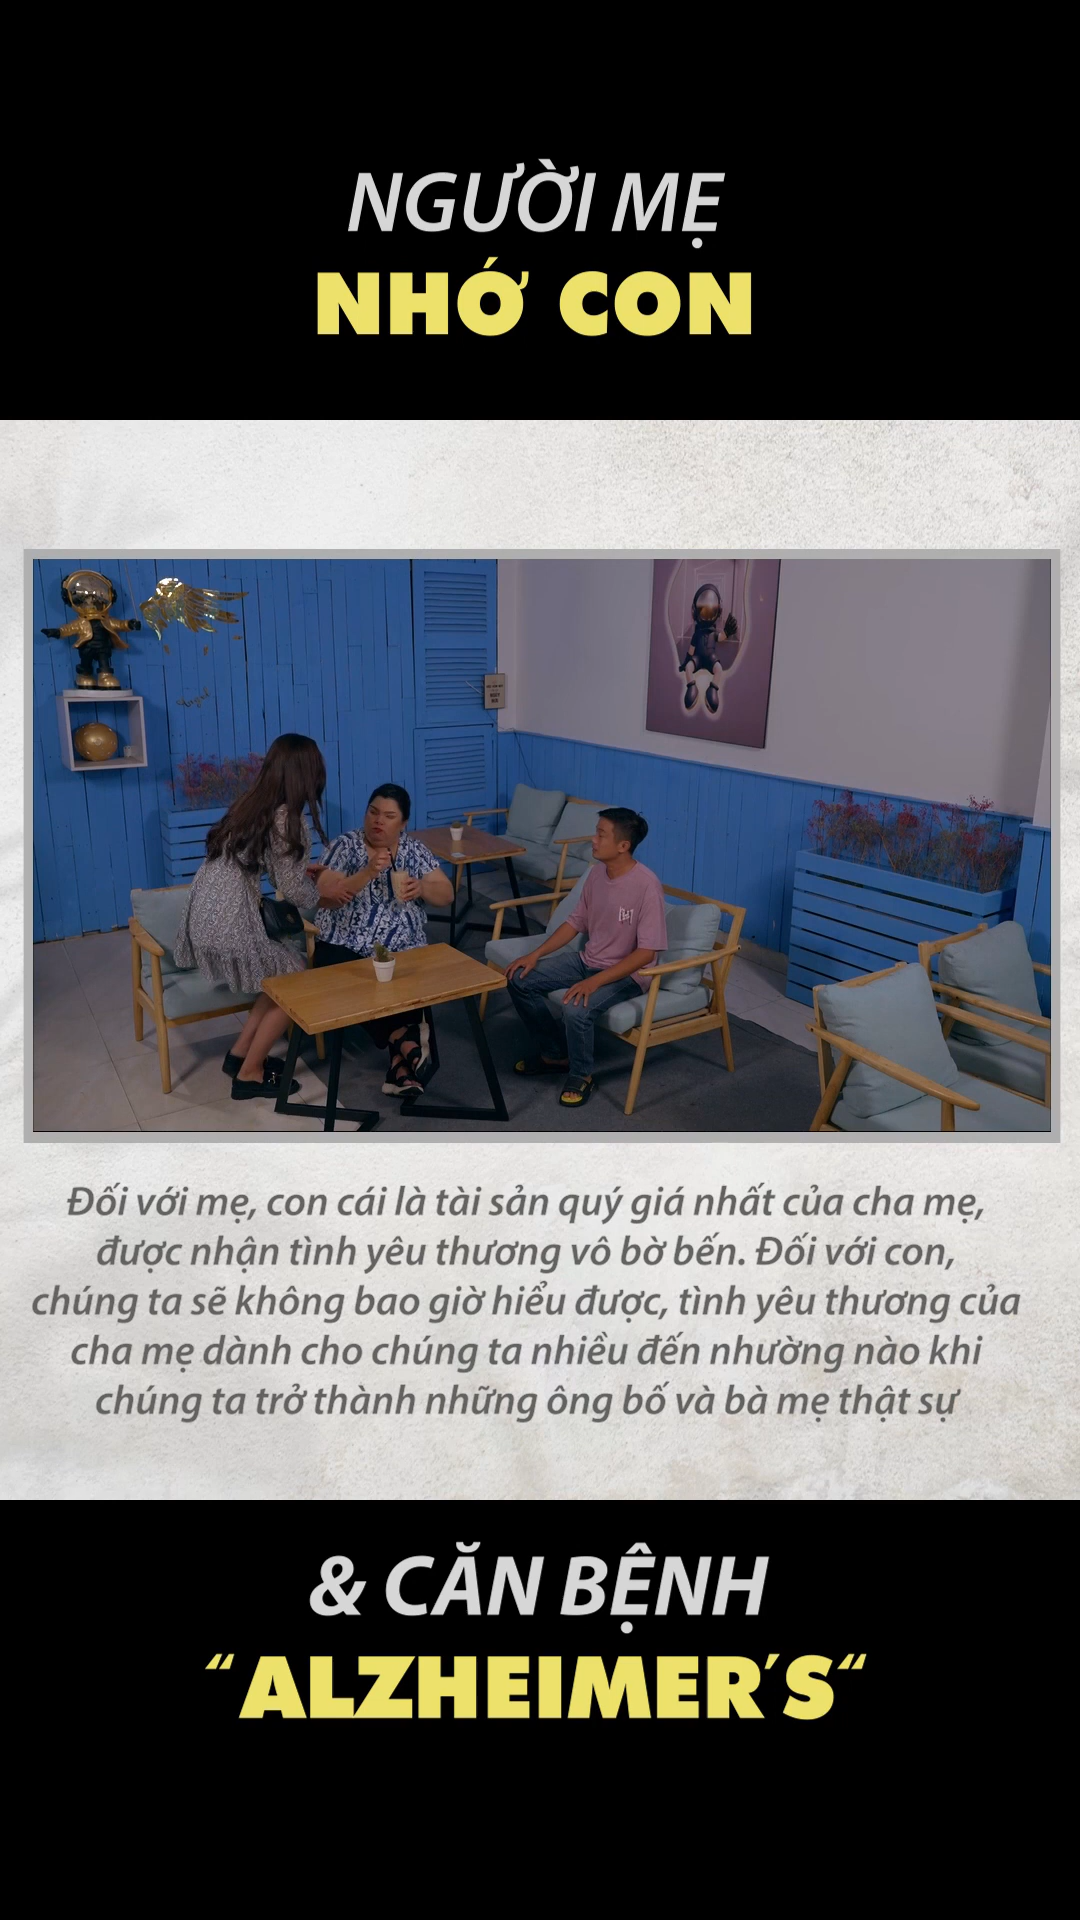 NGƯỜI MẸ
NHỚ CON
Đối với mẹ, con cái là tài sản quý giá nhất của cha mẹ,
được nhận tình yêu thương vô bờ bến. Đối với con,
chúng ta sẽ không bao giờ hiểu được, tình yêu thương của
cha mẹ dành cho chúng ta nhiều đến nhường nào khi
chúng ta trở thành những ông bố và bà mẹ thật sự
& CĂN BỆNH
“ALZHEIMER'S“